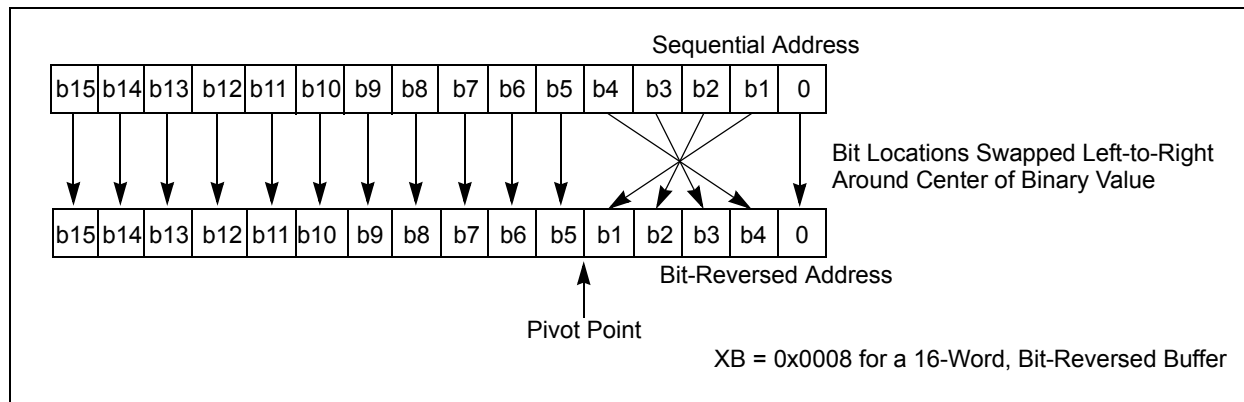 Sequential Address
b15 b14 b13 b12 b11 b10 b9 b8 b7 b6 b5 b4 b3 b2 b1 0
Bit Locations Swapped Left-to-Right
Around Center of Binary Value
b15 b14 b13 b12 b11 b10 b9 b8 b7 b6 b5 b1 b2 b3 b4 0
Bit-Reversed Address
Pivot Point
XB = 0x0008 for a 16-Word, Bit-Reversed Buffer